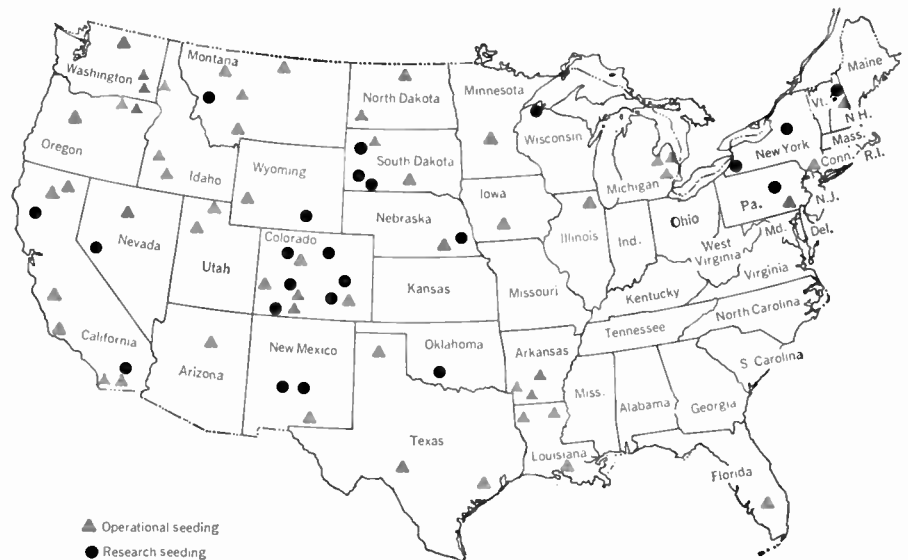 Washington
Montana
North Dakota
Minnesota
Maine
Vt.
N H.
Oregon
Idaho
Wyoming
South Dakota
Wisconsin
Michigan
New York
Mass.
Conn.
R.I.
Nevada
Utah
Colorado
Nebraska
Iowa
Illinois
Ind.
Ohio
Pa.
N.J.
Md.
Del.
West
Virginia
Virginia
Kansas
Missouri
Kentucky
California
Arizona
New Mexico
Oklahoma
Arkansas
Tennessee
North Carolina
S Carolina
Texas
Louisiana
Miss.
Alabama
Georgia
Florida
Operational seeding
Research seeding